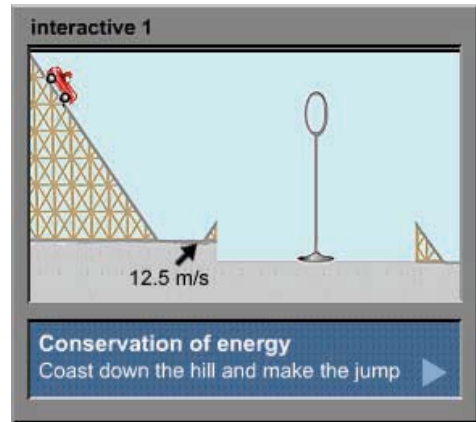 interactive 1
12.5 m/s
Conservation of energy
Coast down the hill and make the jump